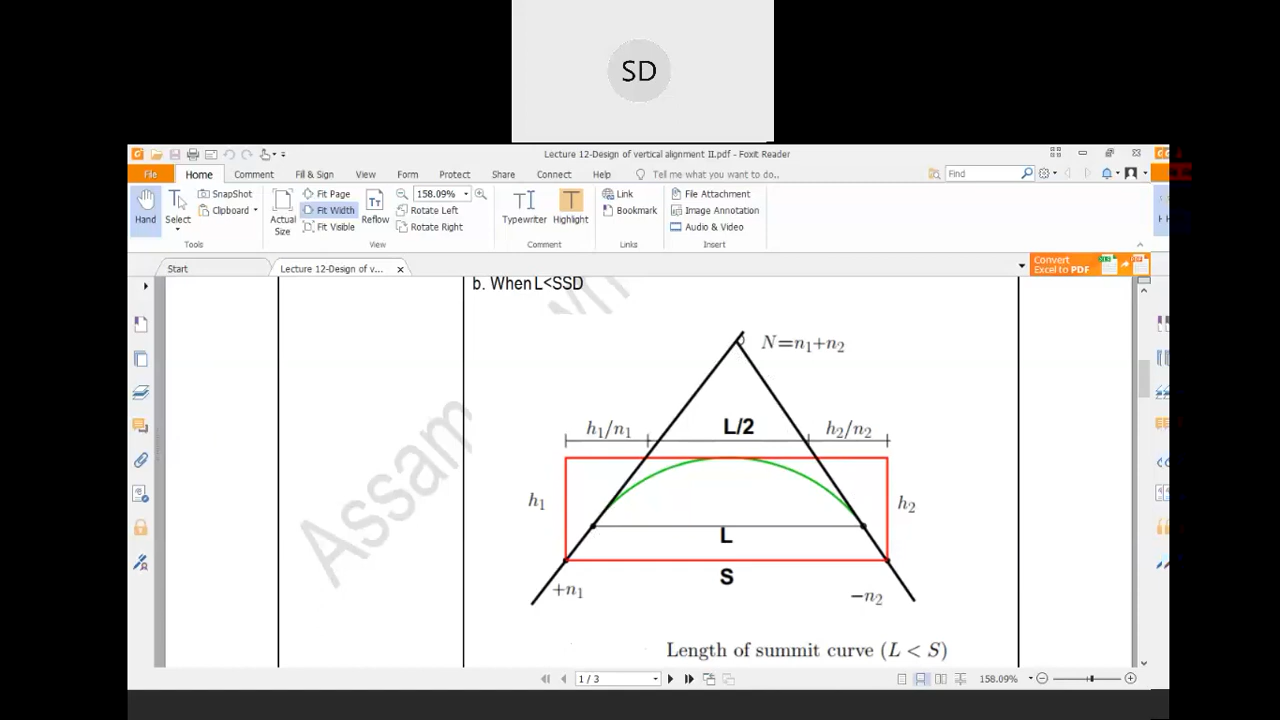 SD
Lecture 12-Design of vertical alignment II.pdf - Foxit Reader
File Home Comment Fill & Sign View Form Protect Share Connect Help Tell me what you want to do.. Find
Hand Select SnapShot Clipboard Actual Size Fit Page Fit Width Fit Visible Reflow 158.09% Rotate Left Rotate Right Typewriter Highlight Link Bookmark File Attachment Image Annotation Audio & Video
Tools View Comment Links Insert
Start Lecture 12-Design of v... Convert Excel to PDF
b. When L<SSD
N=n₁+n₂
h₁/n₁ L/2 h₂/n₂
h₁ h₂
L
S
+n₁ −n₂
Assam
Length of summit curve (L < S)
1 / 3 158.09%